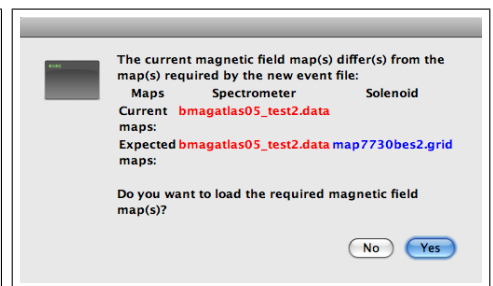 The current magnetic field map(s) differ(s) from the
map(s) required by the new event file:
Maps Spectrometer Solenoid
Current bmagatlas05_test2.data
maps:
Expected bmagatlas05_test2.data map7730bes2.grid
maps:
Do you want to load the required magnetic field
map(s)?
No Yes